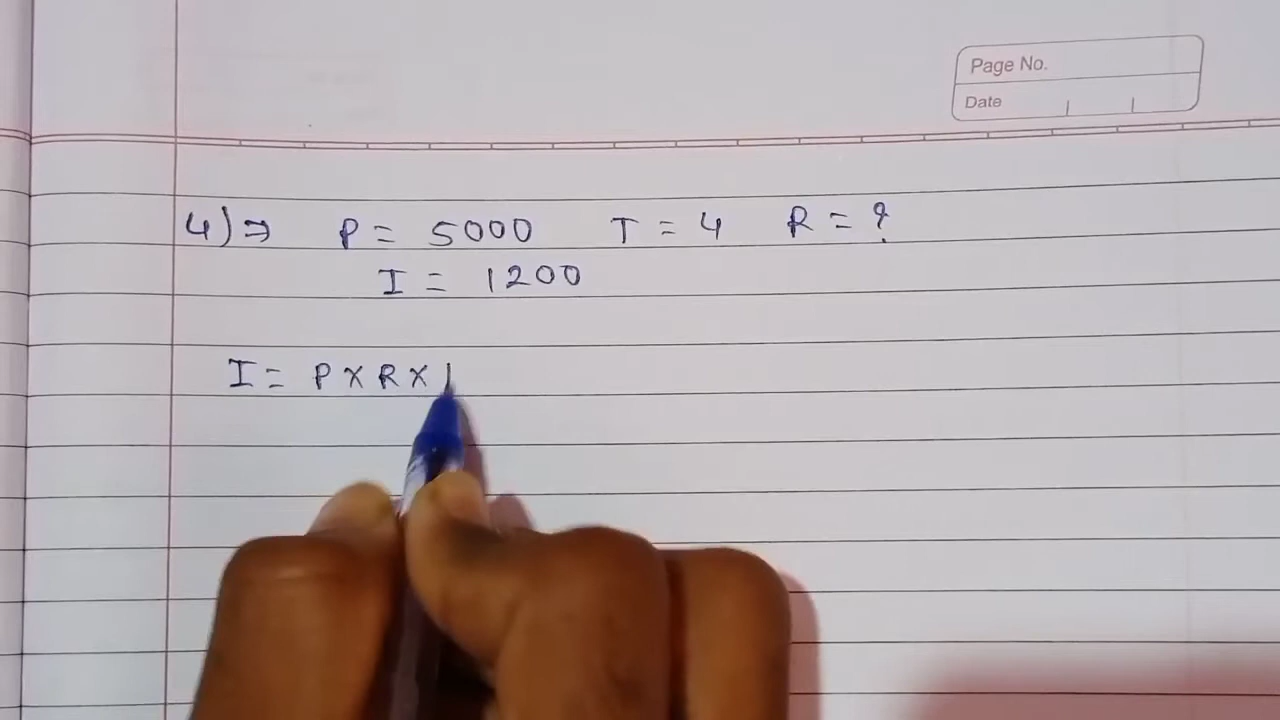 Page No.
Date
4) ⇒ P = 5000 T = 4 R = ?
I = 1200
I = P × R ×